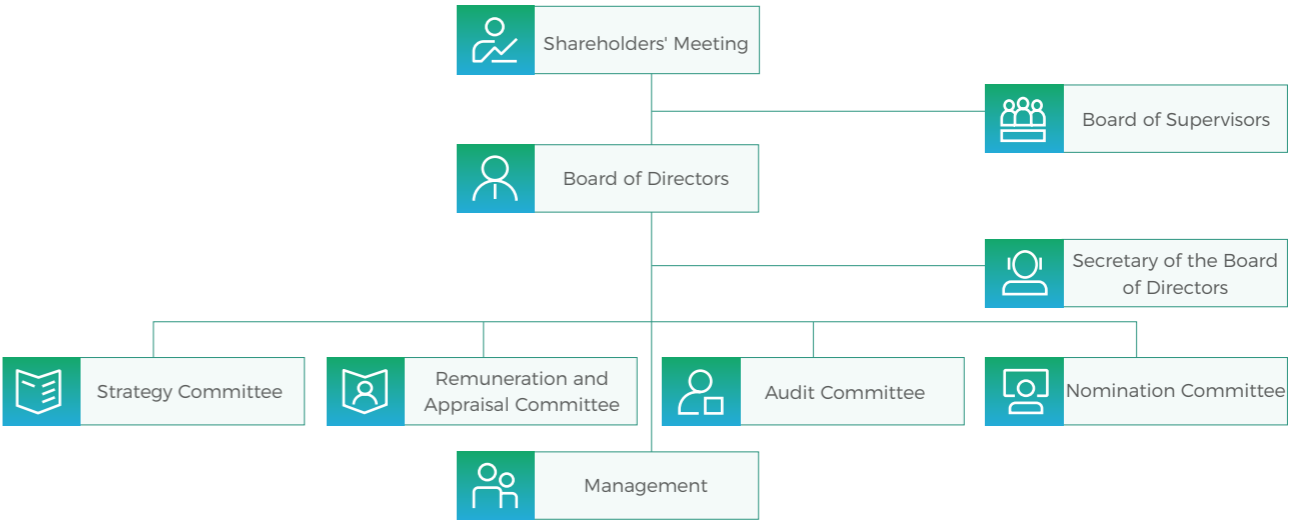 Shareholders' Meeting
Board of Supervisors
Board of Directors
Secretary of the Board
of Directors
Strategy Committee
Remuneration and
Appraisal Committee
Audit Committee
Nomination Committee
Management